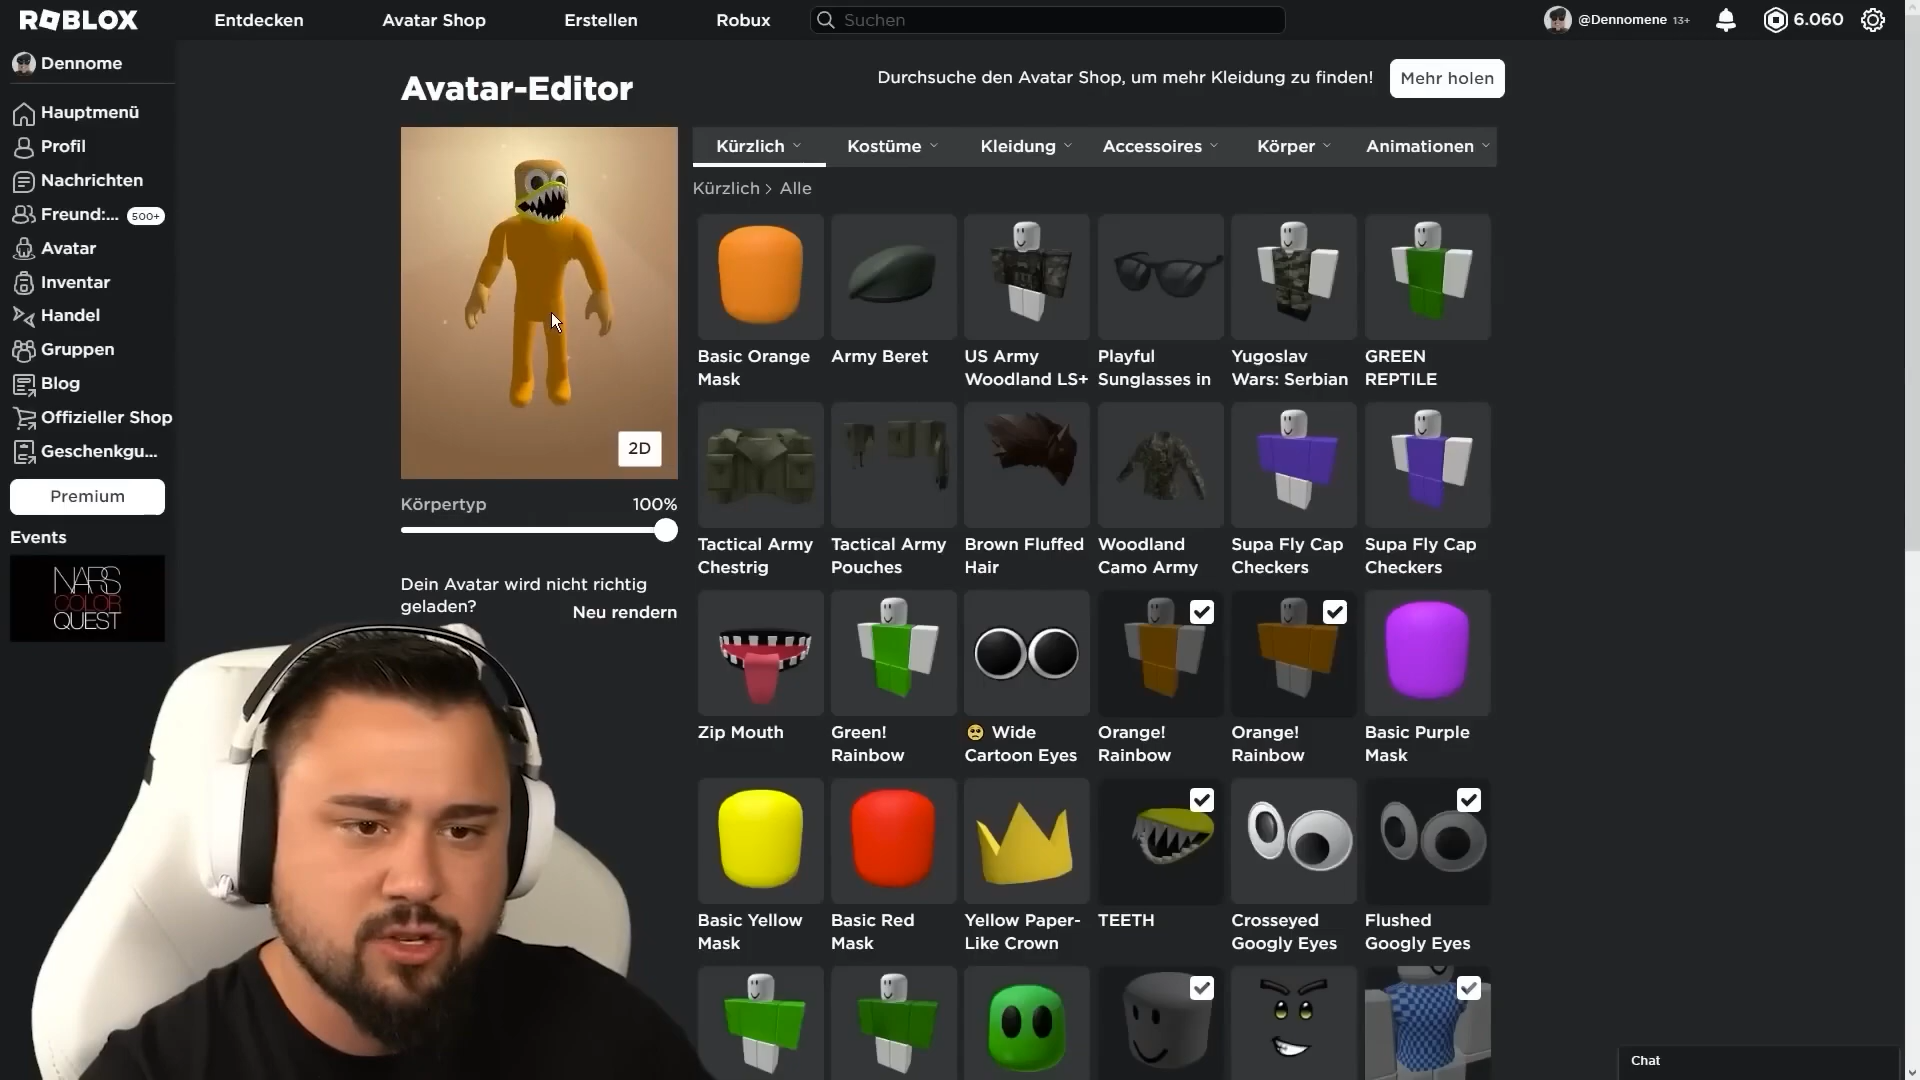 ROBLOX
Entdecken
Avatar Shop
Erstellen
Robux
Suchen
@Dennomene 13+
6.060
Dennome
Hauptmenü
Profil
Nachrichten
Freund:...
500+
Avatar
Inventar
Handel
Gruppen
Blog
Offizieller Shop
Geschenkgu...
Premium
Events
NARS
COLOR
QUEST
Avatar-Editor
Durchsuche den Avatar Shop, um mehr Kleidung zu finden!
Mehr holen
2D
Körpertyp
100%
Dein Avatar wird nicht richtig
geladen?
Neu rendern
Kürzlich
Kostüme
Kleidung
Accessoires
Körper
Animationen
Kürzlich > Alle
Basic Orange
Mask
Army Beret
US Army
Woodland LS+
Playful
Sunglasses in
Yugoslav
Wars: Serbian
GREEN
REPTILE
Tactical Army
Chestrig
Tactical Army
Pouches
Brown Fluffed
Hair
Woodland
Camo Army
Supa Fly Cap
Checkers
Supa Fly Cap
Checkers
Zip Mouth
Green!
Rainbow
🥺 Wide
Cartoon Eyes
Orange!
Rainbow
Orange!
Rainbow
Basic Purple
Mask
Basic Yellow
Mask
Basic Red
Mask
Yellow Paper-
Like Crown
TEETH
Crosseyed
Googly Eyes
Flushed
Googly Eyes
Chat